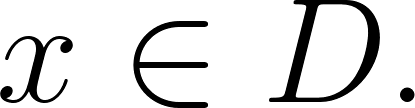 x ∈ D.